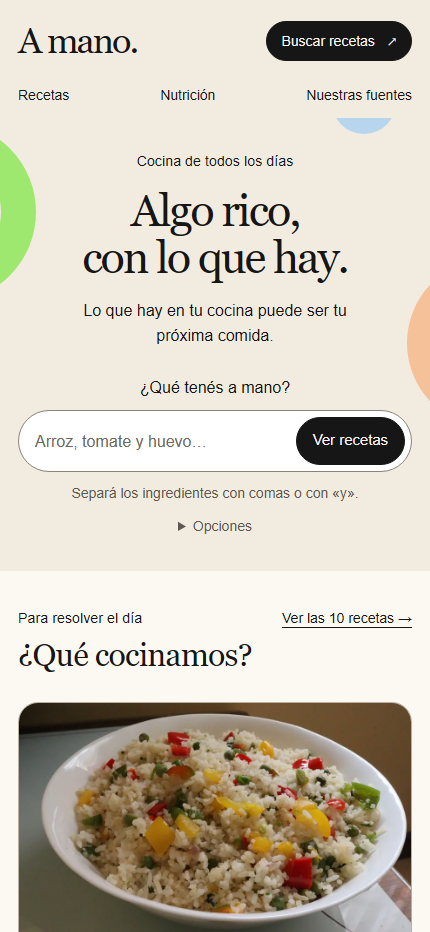 A mano.
Buscar recetas ↗
Recetas
Nutrición
Nuestras fuentes
Cocina de todos los días
Algo rico,
con lo que hay.
Lo que hay en tu cocina puede ser tu
próxima comida.
¿Qué tenés a mano?
Arroz, tomate y huevo…
Ver recetas
Separá los ingredientes con comas o con «y».
▶ Opciones
Para resolver el día
Ver las 10 recetas →
¿Qué cocinamos?